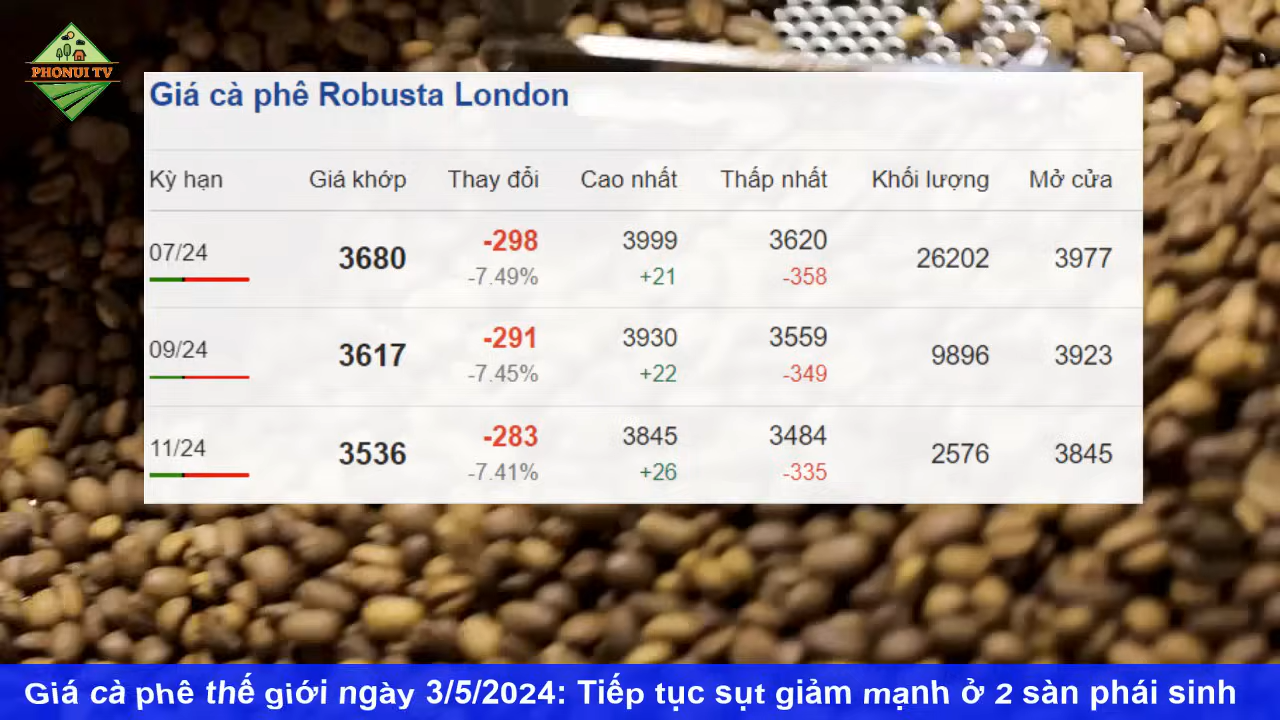 PHONUI TV
Giá cà phê Robusta London
Kỳ hạn Giá khớp Thay đổi Cao nhất Thấp nhất Khối lượng Mở cửa
07/24 3680 -298 3999 3620 26202 3977
-7.49% +21 -358
09/24 3617 -291 3930 3559 9896 3923
-7.45% +22 -349
11/24 3536 -283 3845 3484 2576 3845
-7.41% +26 -335
Giá cà phê thế giới ngày 3/5/2024: Tiếp tục sụt giảm mạnh ở 2 sàn phái sinh